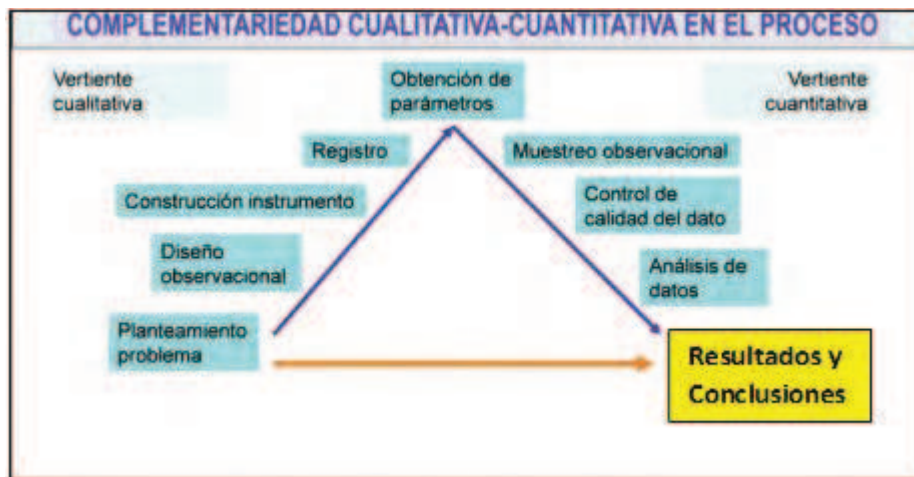 COMPLEMENTARIEDAD CUALITATIVA-CUANTITATIVA EN EL PROCESO
Vertiente
cualitativa
Obtención de
parámetros
Vertiente
cuantitativa
Registro
Muestreo observacional
Construcción instrumento
Control de
calidad del dato
Diseño
observacional
Análisis de
datos
Planteamiento
problema
Resultados y
Conclusiones